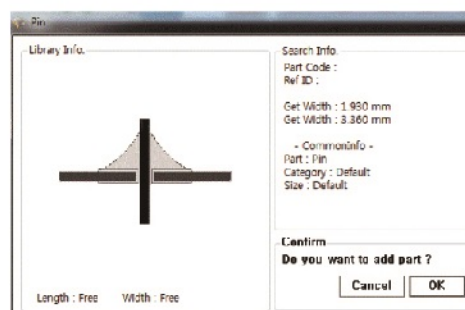 Pin
Library Info.
Length : Free Width : Free
Search Info.
Part Code :
Ref ID :
Get Width : 1.930 mm
Get Width : 3.360 mm
- CommonInfo -
Part : Pin
Category : Default
Size : Default
Confirm
Do you want to add part ?
Cancel OK